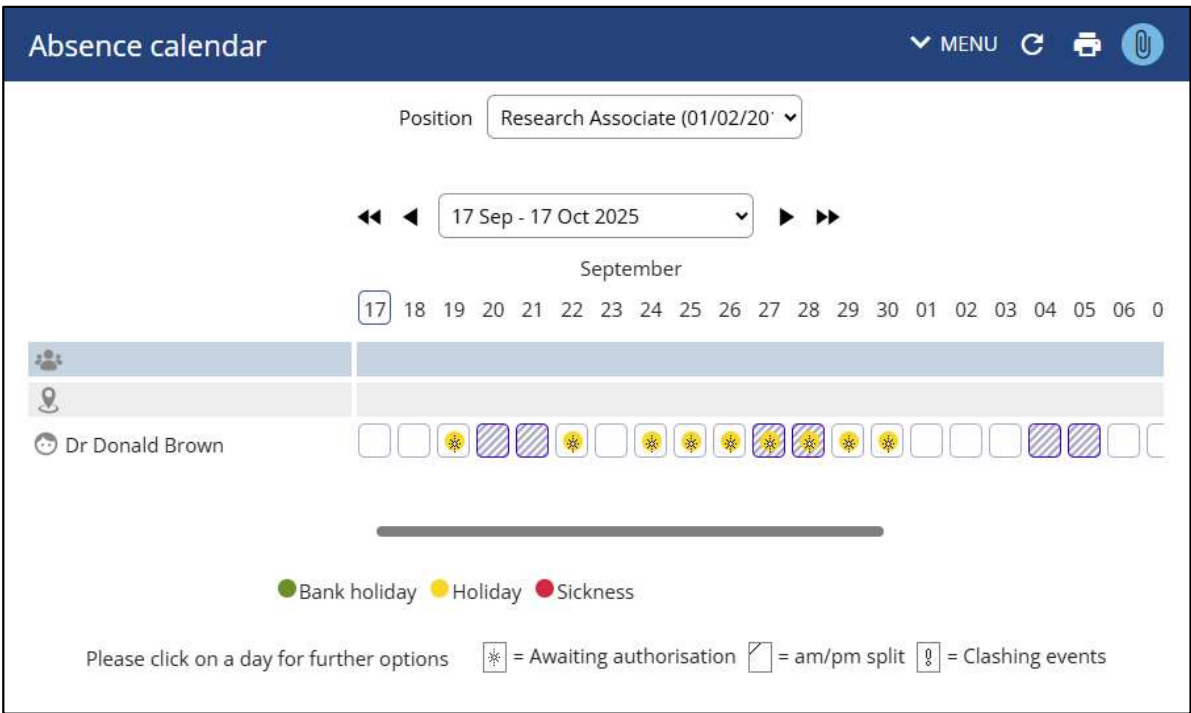 Absence calendar MENU
Position Research Associate (01/02/201
17 Sep - 17 Oct 2025
September
17 18 19 20 21 22 23 24 25 26 27 28 29 30 01 02 03 04 05 06 0
Dr Donald Brown
Bank holiday Holiday Sickness
Please click on a day for further options = Awaiting authorisation = am/pm split = Clashing events